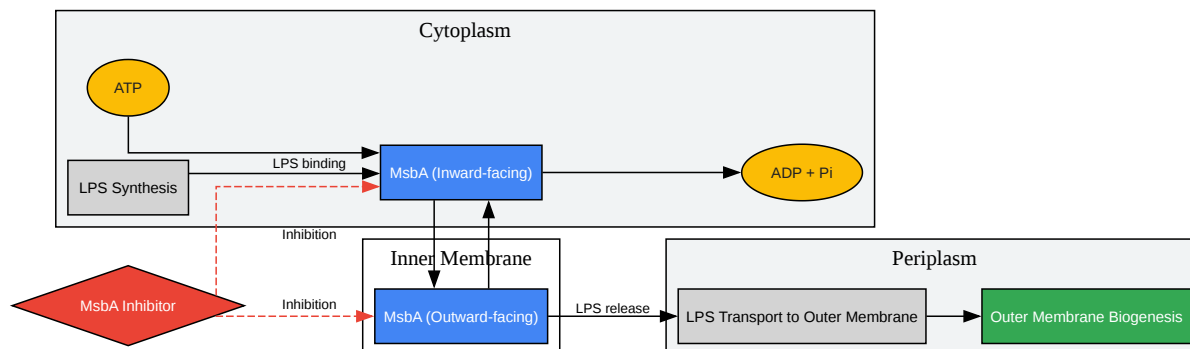 Cytoplasm
ATP
LPS binding
LPS Synthesis
MsbA (Inward-facing)
ADP + Pi
Inhibition
Inner Membrane
Periplasm
MsbA Inhibitor
Inhibition
MsbA (Outward-facing)
LPS release
LPS Transport to Outer Membrane
Outer Membrane Biogenesis